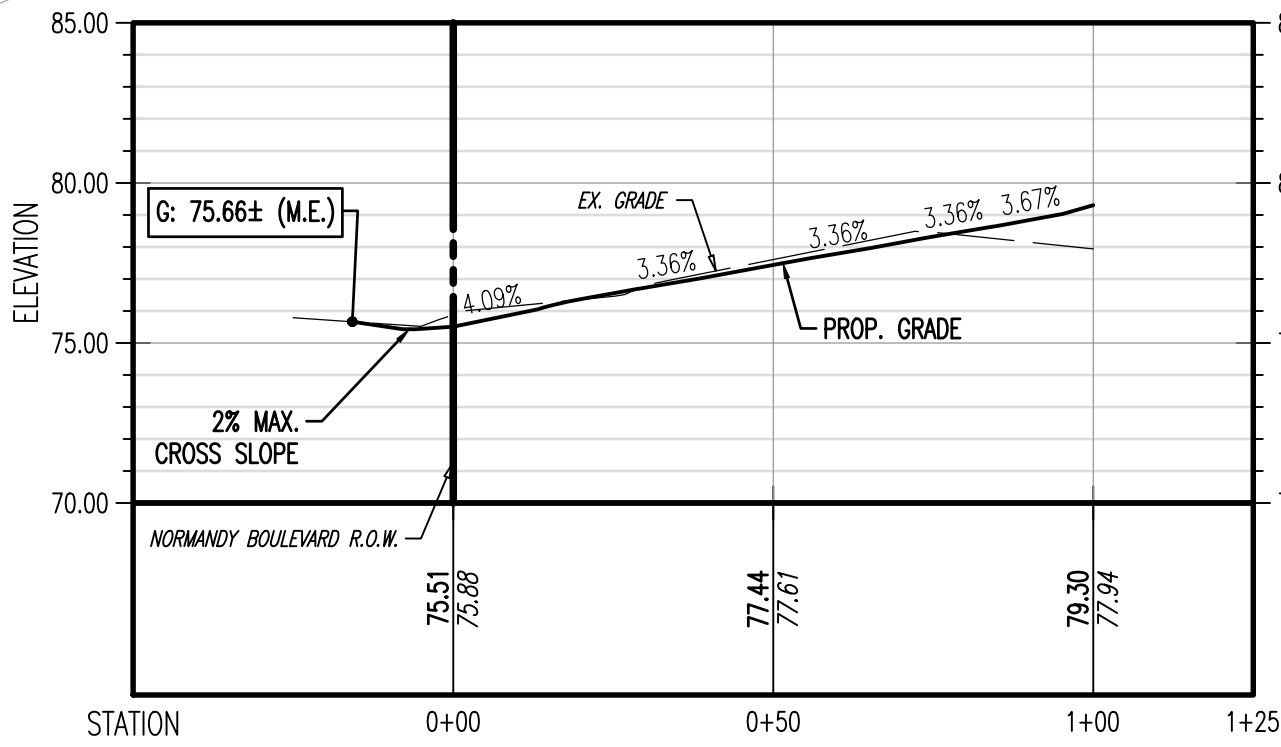 85.00
8
80.00
8
75.00
70.00
ELEVATION
G: 75.66± (M.E.)
EX. GRADE
4.09%
3.36%
3.36%
3.36%
3.67%
PROP. GRADE
2% MAX.
CROSS SLOPE
NORMANDY BOULEVARD R.O.W.
75.51
75.88
77.44
77.61
79.30
77.94
STATION 0+00 0+50 1+00 1+25